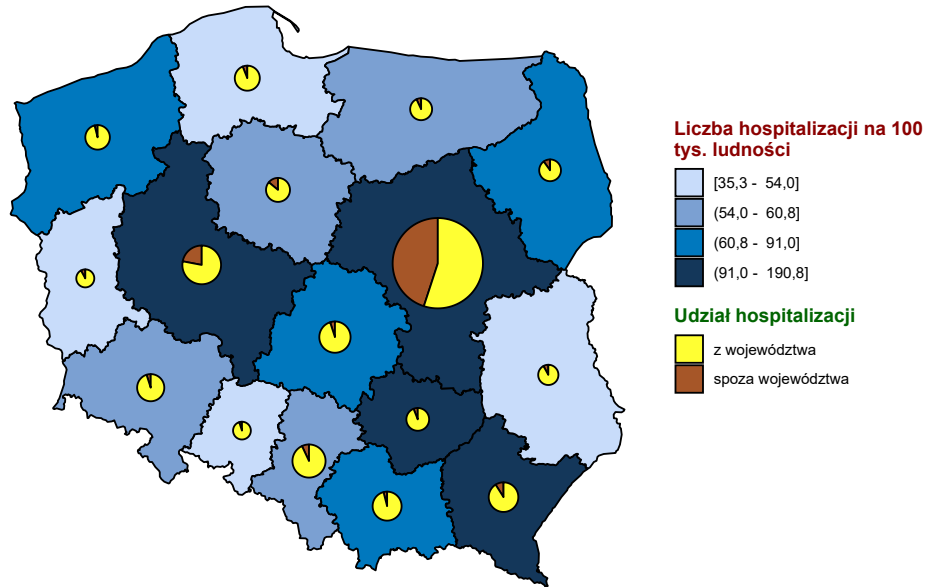 Liczba hospitalizacji na 100
tys. ludności
[35,3 - 54,0]
(54,0 - 60,8]
(60,8 - 91,0]
(91,0 - 190,8]
Udział hospitalizacji
z województwa
spoza województwa